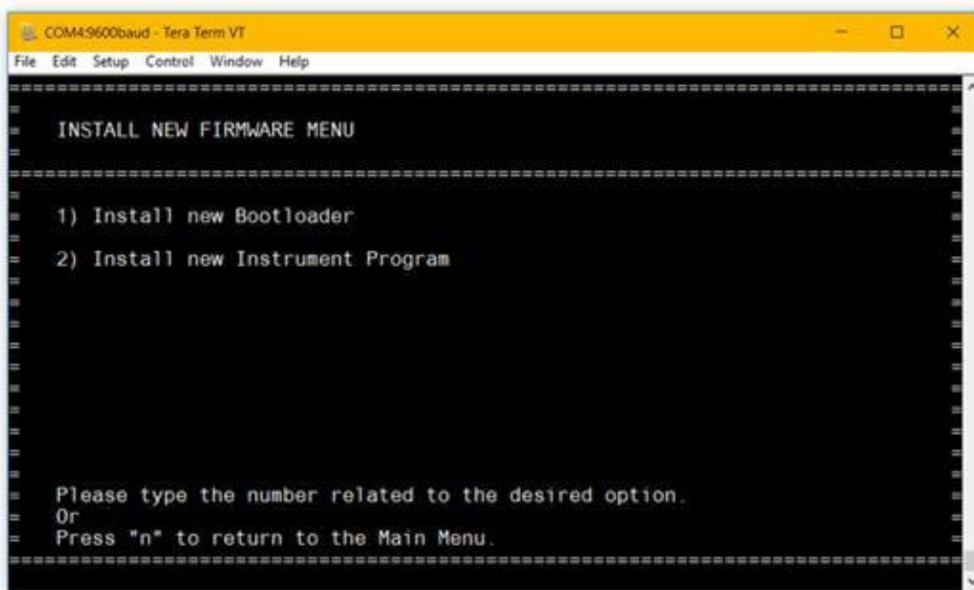 COM4:9600baud - Tera Term VT
File Edit Setup Control Window Help
INSTALL NEW FIRMWARE MENU
1) Install new Bootloader
2) Install new Instrument Program
Please type the number related to the desired option.
Or
Press "n" to return to the Main Menu.